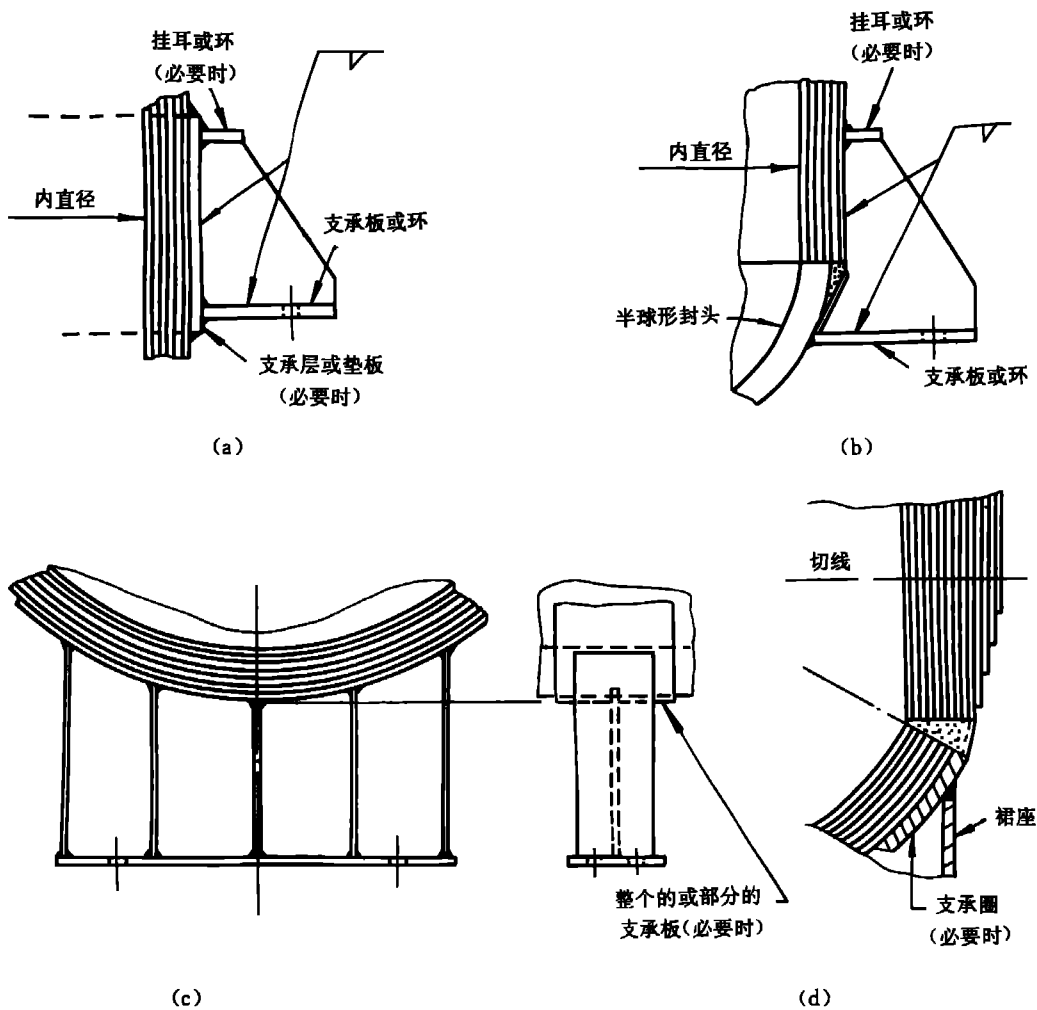 挂耳或环
（必要时）
内直径
支承板或环
支承层或垫板
（必要时）
(a)
挂耳或环
（必要时）
内直径
半球形封头
支承板或环
(b)
切线
裙座
整个的或部分的
支承板(必要时)
支承圈
（必要时）
(c)
(d)